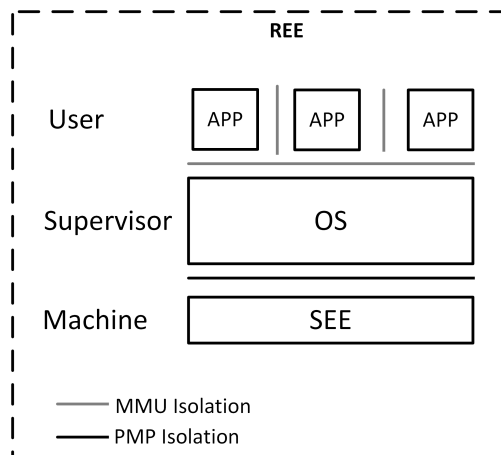 REE
User APP APP APP
Supervisor OS
Machine SEE
MMU Isolation
PMP Isolation